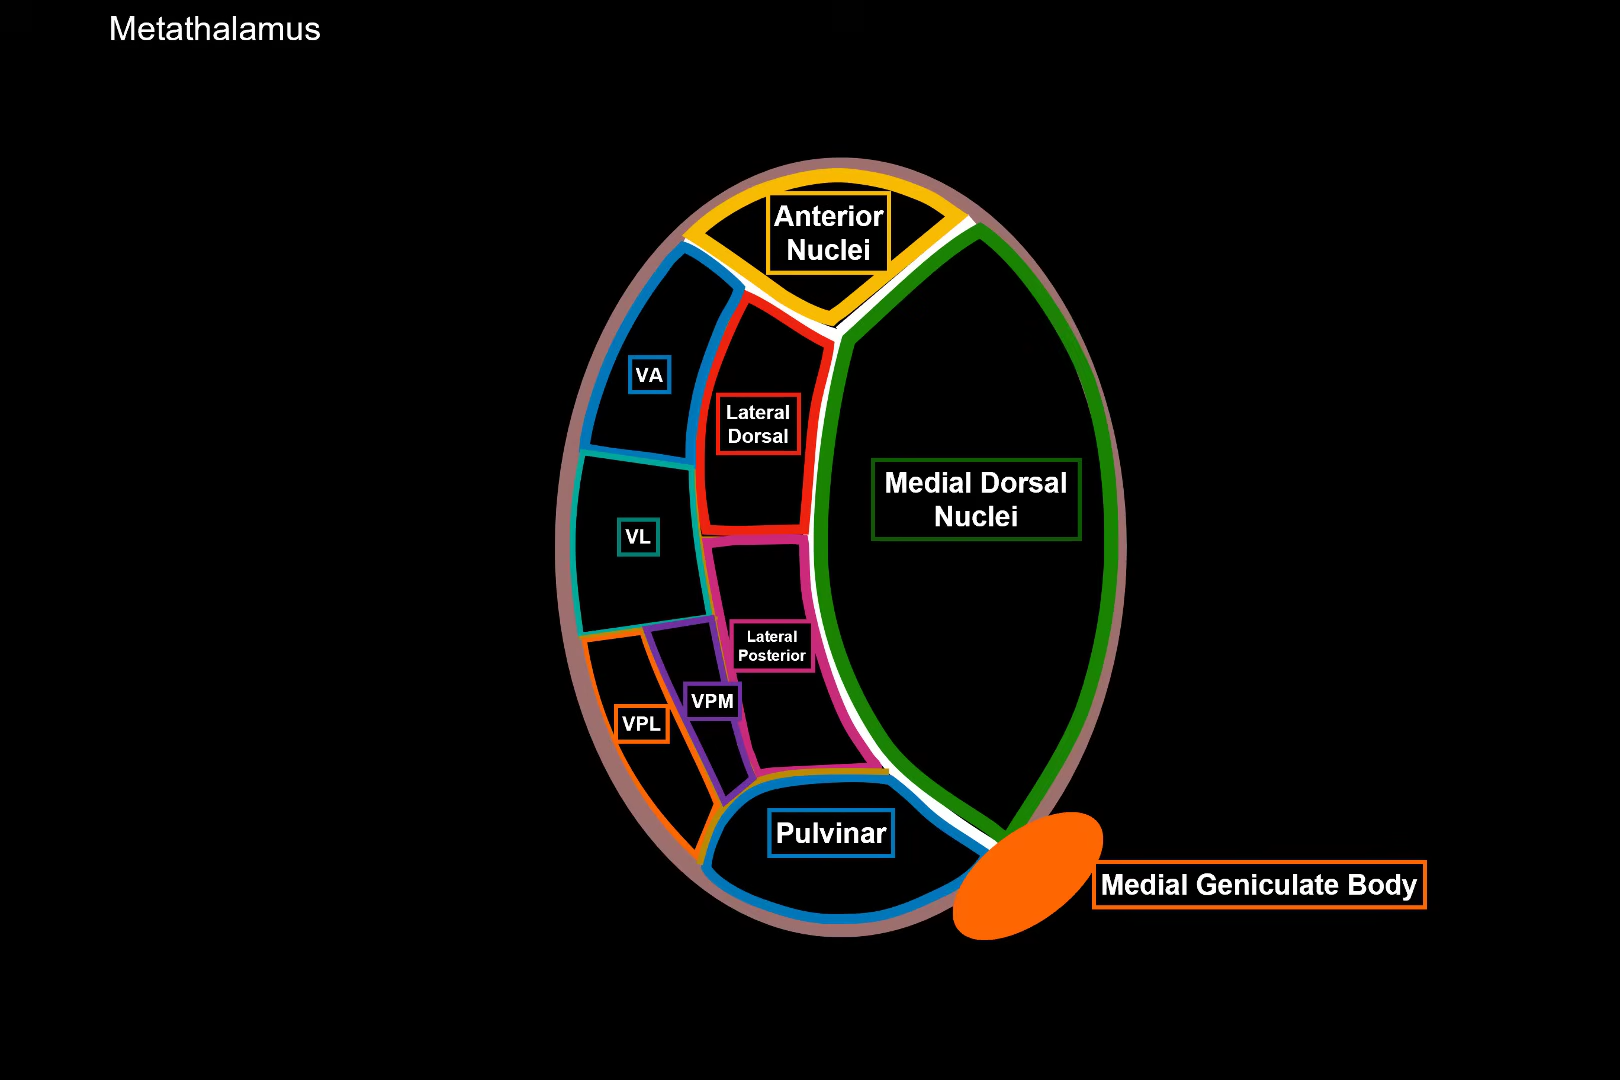 Metathalamus
Anterior
Nuclei
VA
Lateral
Dorsal
Medial Dorsal
Nuclei
VL
Lateral
Posterior
VPM
VPL
Pulvinar
Medial Geniculate Body